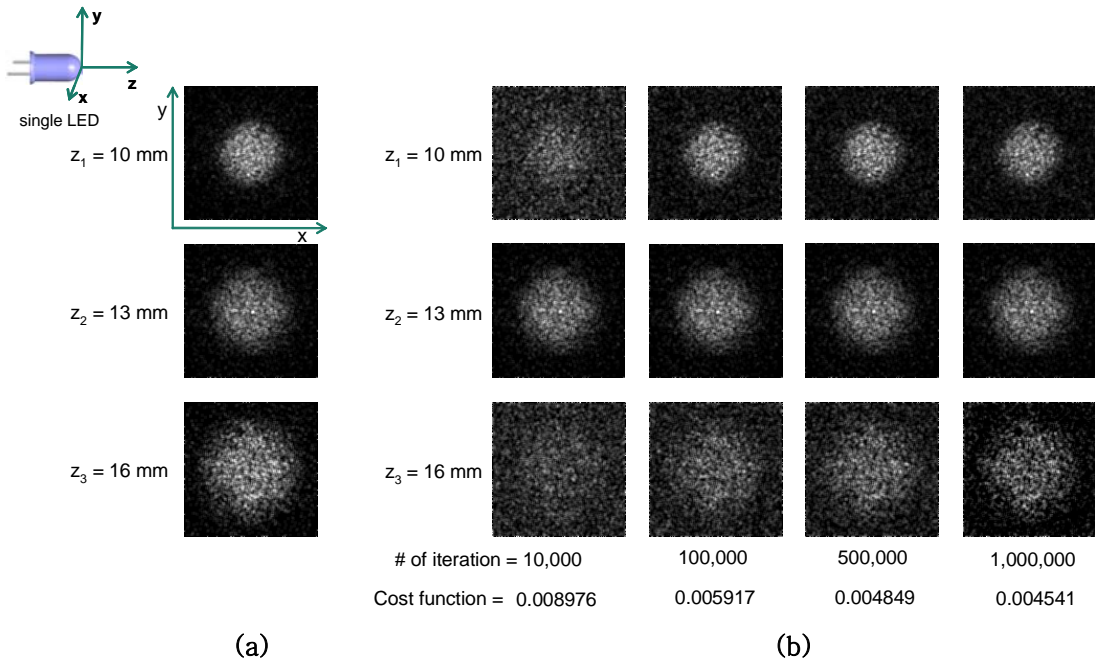 y
z
x
single LED
y
x
z1 = 10 mm
z2 = 13 mm
z3 = 16 mm
z1 = 10 mm
z2 = 13 mm
z3 = 16 mm
# of iteration = 10,000 100,000 500,000 1,000,000
Cost function = 0.008976 0.005917 0.004849 0.004541
(a) (b)